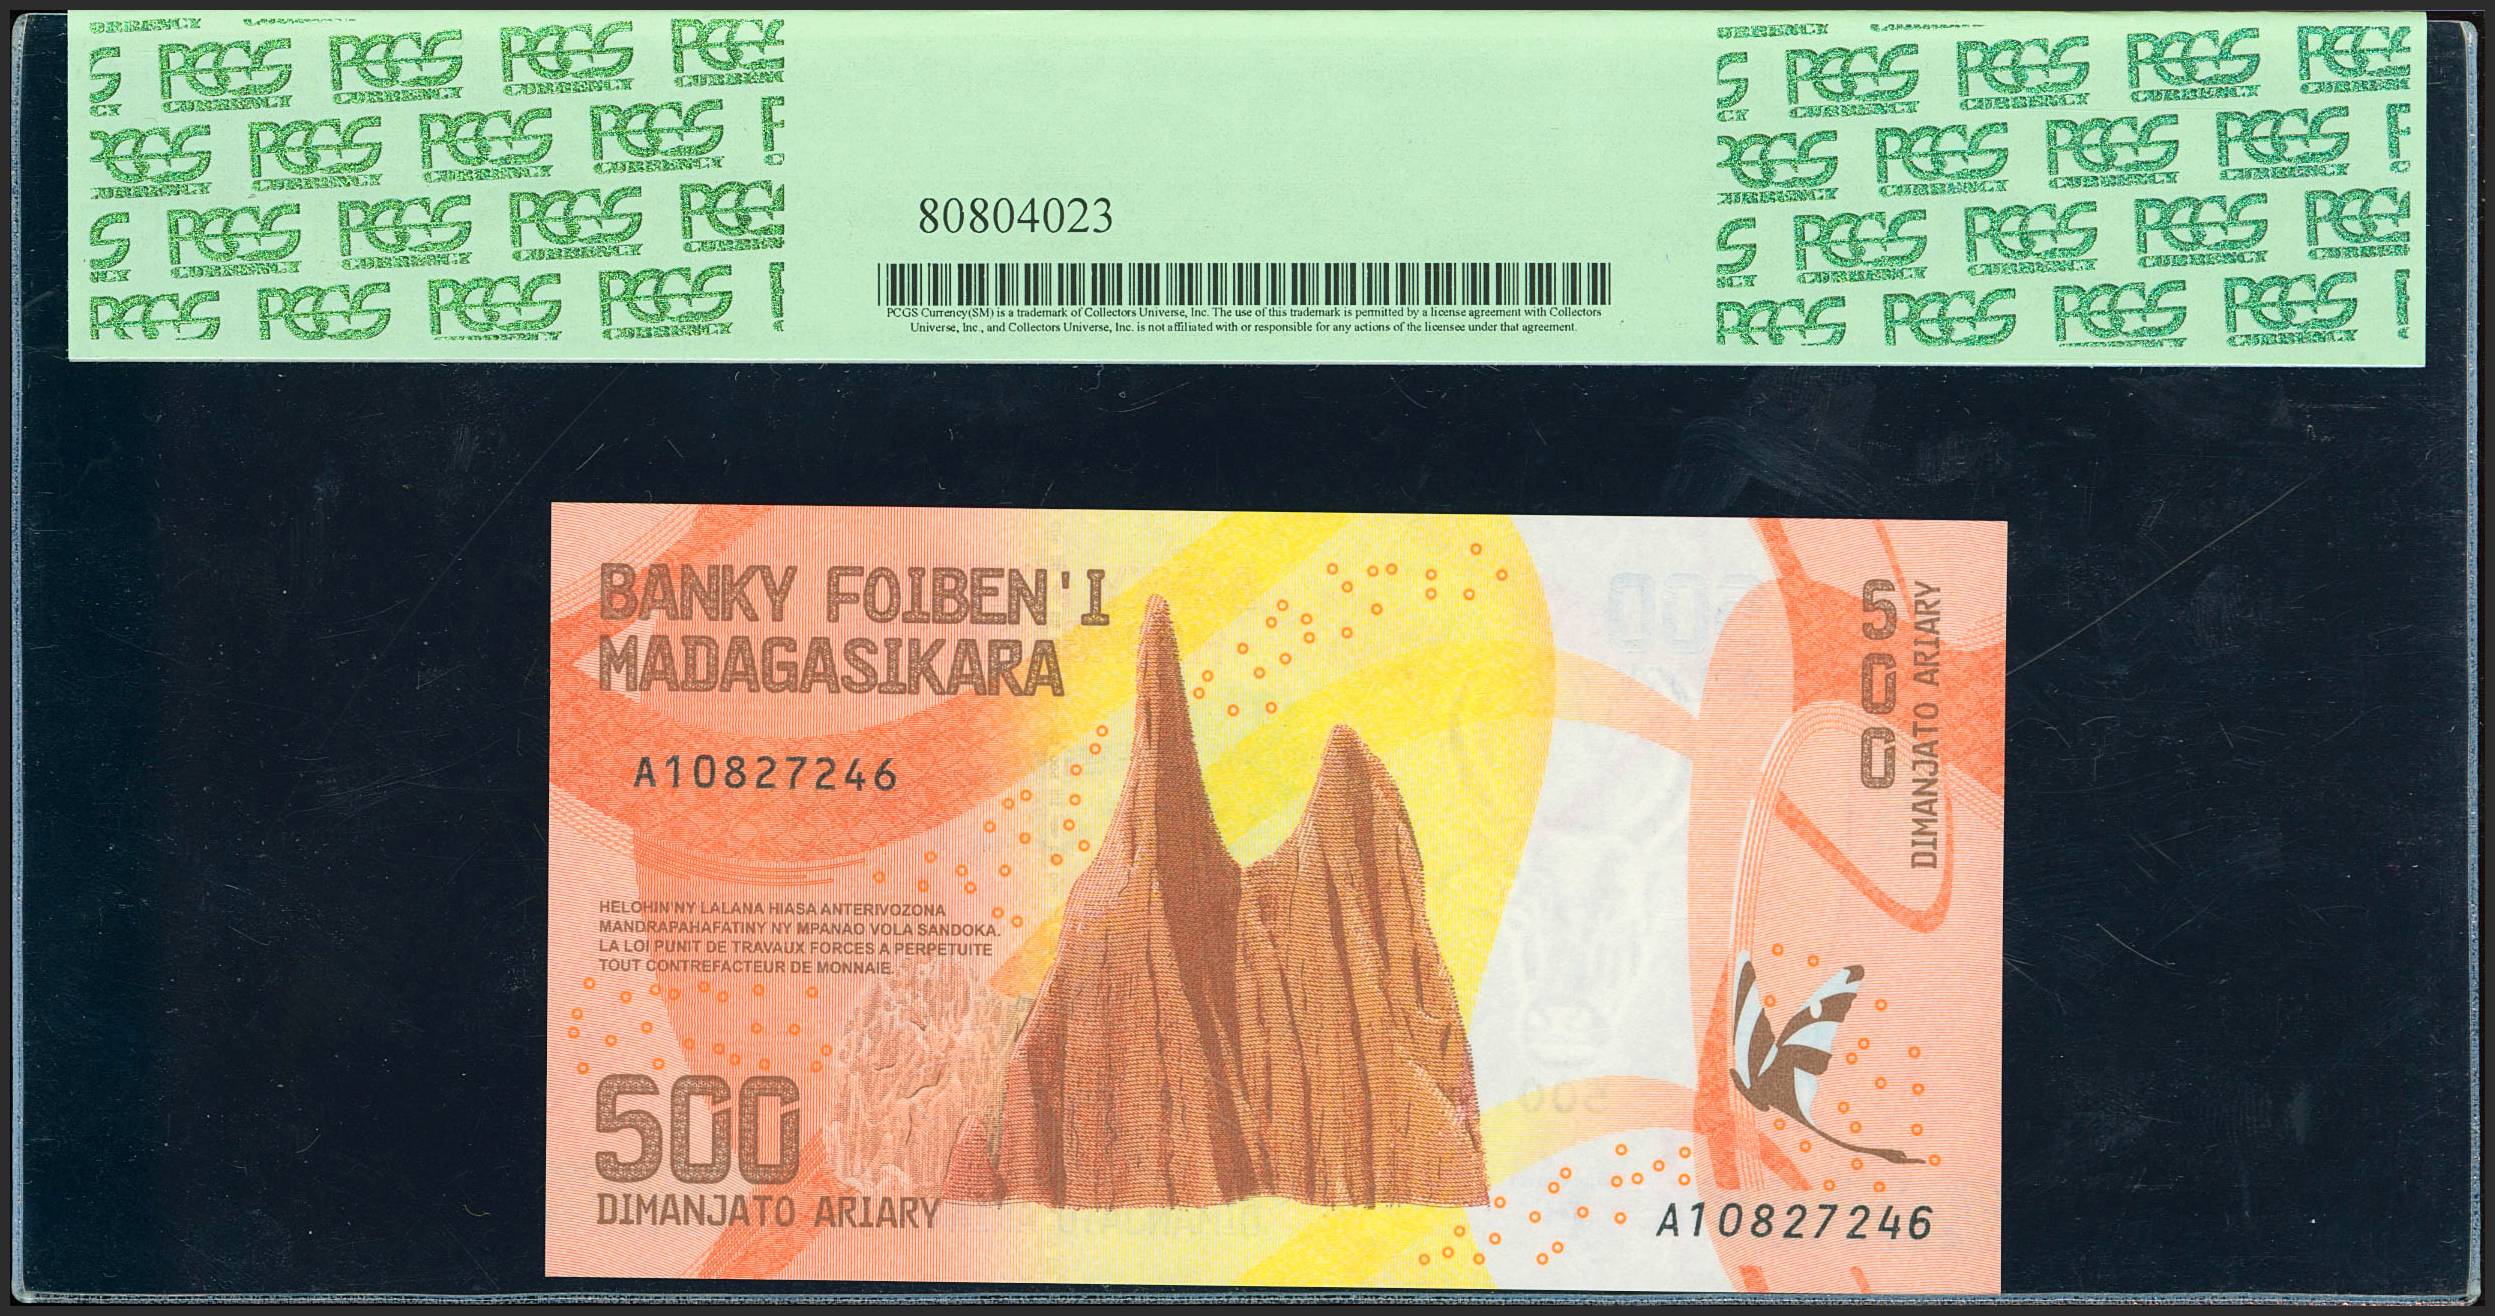 PCGS CURRENCY
80804023
PCGS Currency(SM) is a trademark of Collectors Universe, Inc. The use of this trademark is permitted by a license agreement with Collectors
Universe, Inc., and Collectors Universe, Inc. is not affiliated with or responsible for any actions of the licensee under that agreement.
BANKY FOIBEN'I
MADAGASIKARA
500
DIMANJATO ARIARY
A10827246
HELOHIN'NY LALANA HIASA ANTERIVOZONA
MANDRAPAHAFATINY NY MPANAO VOLA SANDOKA.
LA LOI PUNIT DE TRAVAUX FORCES A PERPETUITE
TOUT CONTREFACTEUR DE MONNAIE.
500
DIMANJATO ARIARY
A10827246